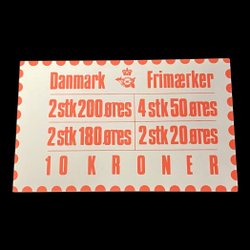 Danmark Frimærker
2 stk 200 øres 4 stk 50 øres
2 stk 180 øres 2 stk 20 øres
10 KRONER